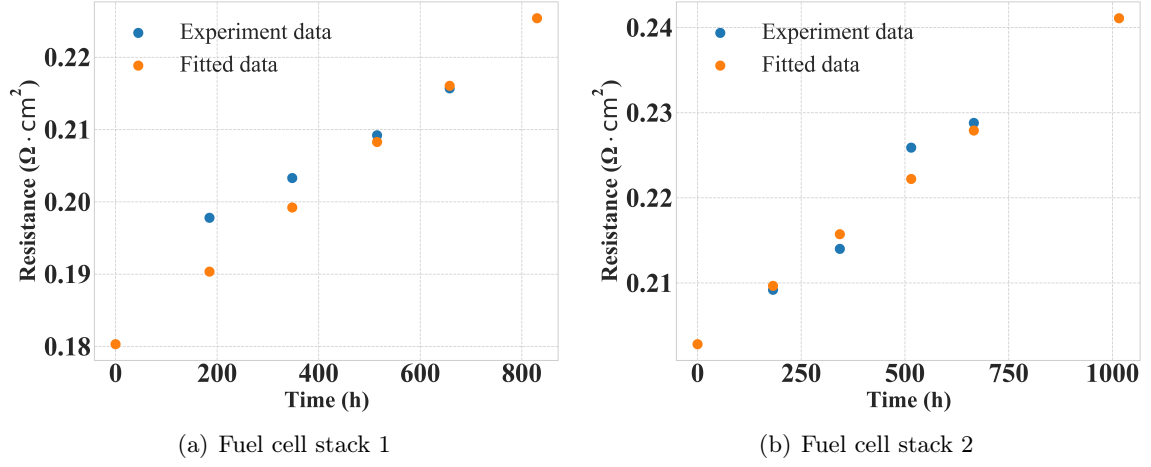 Experiment data
Fitted data
0.22
0.21
0.20
0.19
0.18
Resistance (Ω · cm²)
0
200
400
600
800
Time (h)
(a) Fuel cell stack 1
Experiment data
Fitted data
0.24
0.23
0.22
0.21
Resistance (Ω · cm²)
0
250
500
750
1000
Time (h)
(b) Fuel cell stack 2